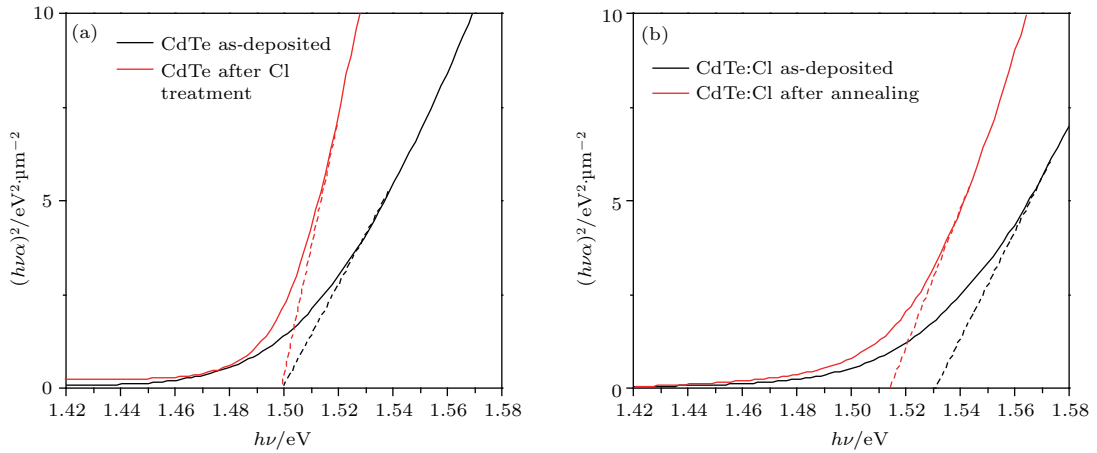 (a)
CdTe as-deposited
CdTe after Cl
treatment
10
5
0
(hνα)²/eV²·μm⁻²
1.42 1.44 1.46 1.48 1.50 1.52 1.54 1.56 1.58
hν/eV
(b)
CdTe:Cl as-deposited
CdTe:Cl after annealing
10
5
0
(hνα)²/eV²·μm⁻²
1.42 1.44 1.46 1.48 1.50 1.52 1.54 1.56 1.58
hν/eV